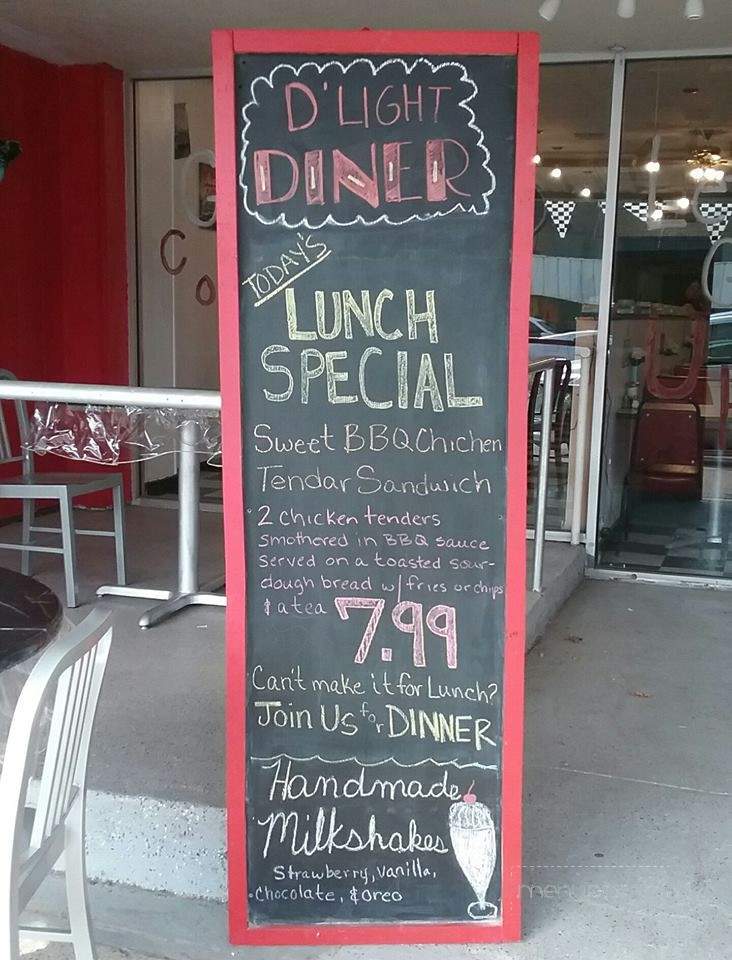 D'LIGHT
DINER
TODAY'S
LUNCH
SPECIAL
Sweet BBQ Chichen
Tendar Sandwich
2 chicken tenders
smothered in BBQ sauce
served on a toasted sour-
dough bread w/ fries or chips
& a tea 7.99
Can't make it for Lunch?
Join Us for DINNER
Handmade
Milkshakes
Strawberry, Vanilla,
Chocolate, & Oreo